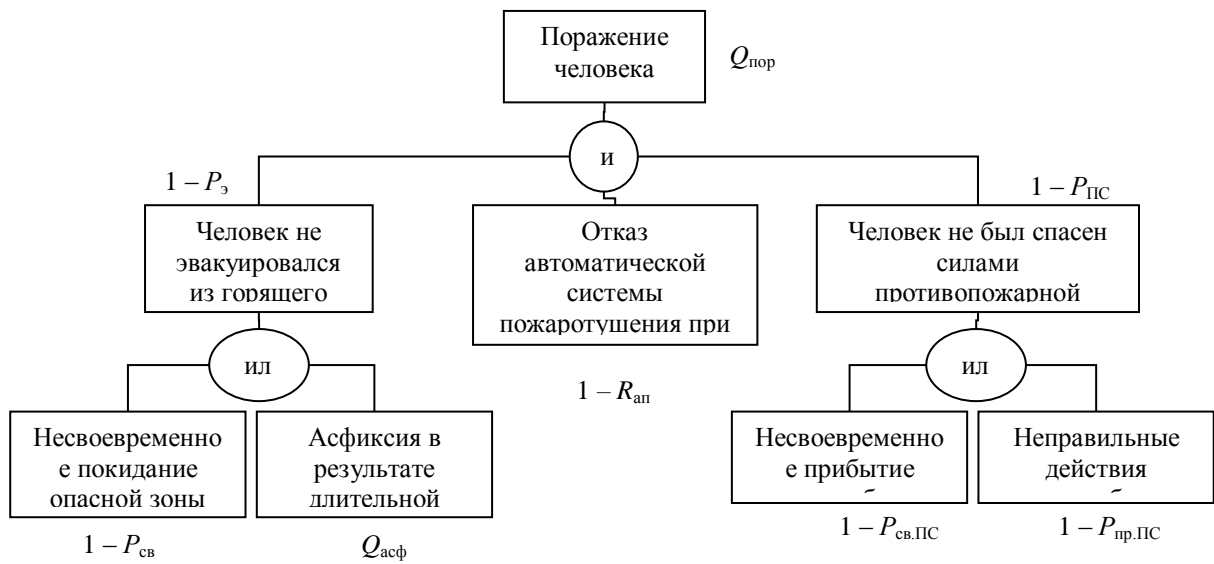 Поражение
человека
Qпор
и
1 – Pэ
1 – PПС
Человек не
эвакуировался
из горящего
Отказ
автоматической
системы
пожаротушения при
Человек не был спасен
силами
противопожарной
ил
1 – Rап
ил
Несвоевременно
е покидание
опасной зоны
Асфиксия в
результате
длительной
Несвоевременно
е прибытие
Неправильные
действия
1 – Pсв
Qасф
1 – Pсв.ПС
1 – Pпр.ПС